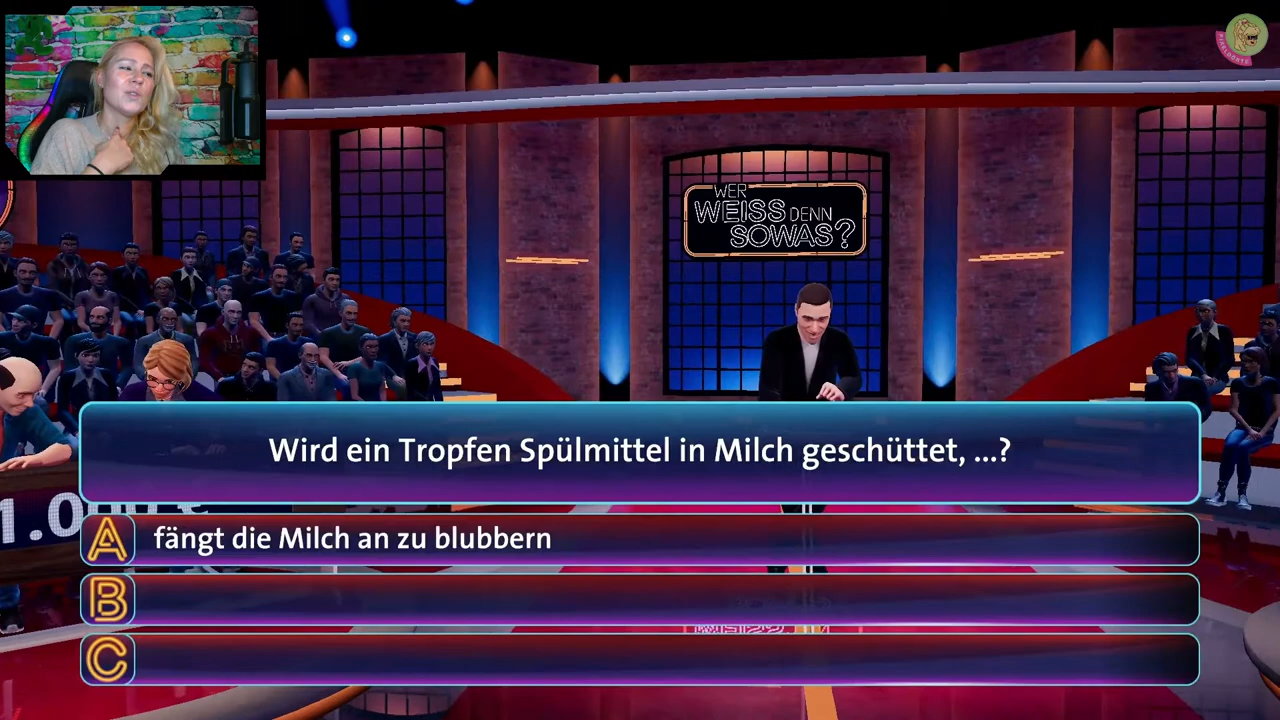 WER
WEISS DENN
SOWAS?
Wird ein Tropfen Spülmittel in Milch geschüttet, ...?
A fängt die Milch an zu blubbern
B
C